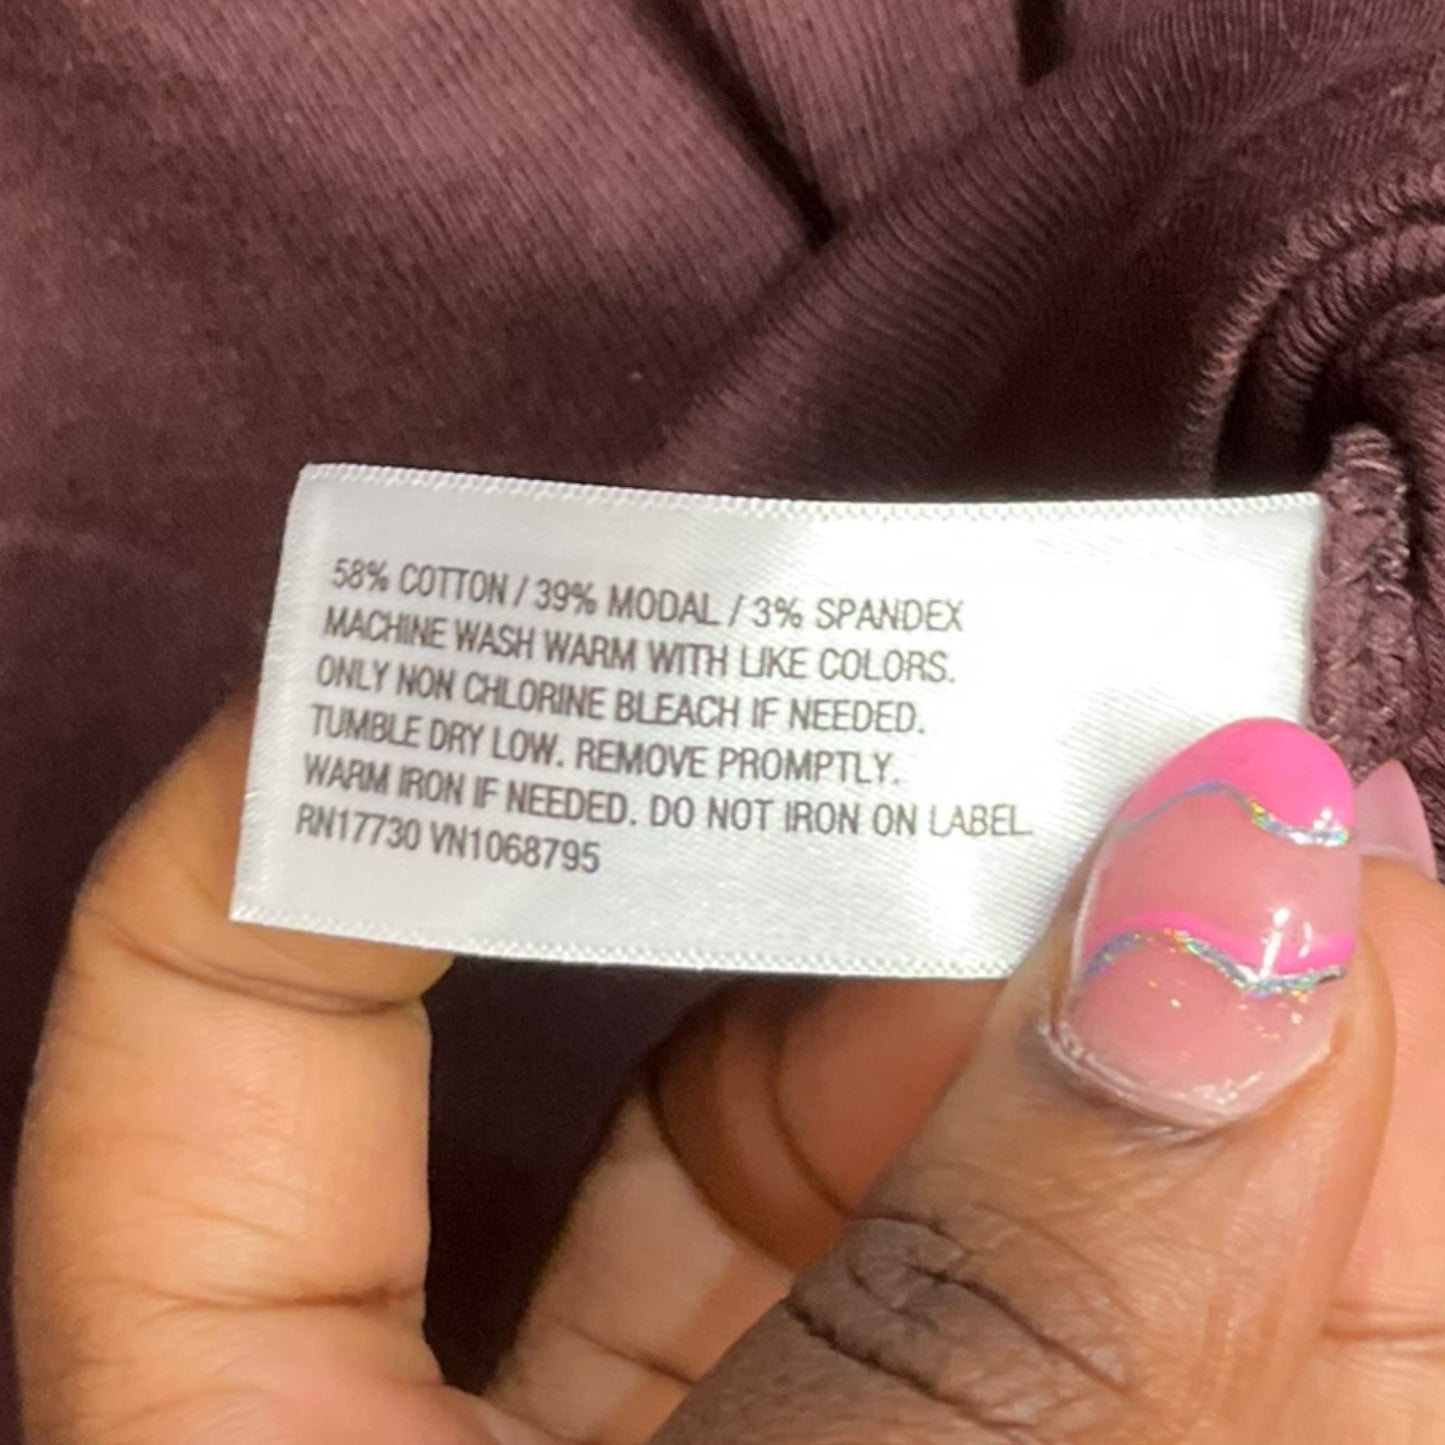 58% COTTON / 39% MODAL / 3% SPANDEX
MACHINE WASH WARM WITH LIKE COLORS.
ONLY NON CHLORINE BLEACH IF NEEDED.
TUMBLE DRY LOW. REMOVE PROMPTLY.
WARM IRON IF NEEDED. DO NOT IRON ON LABEL.
RN17730 VN1068795